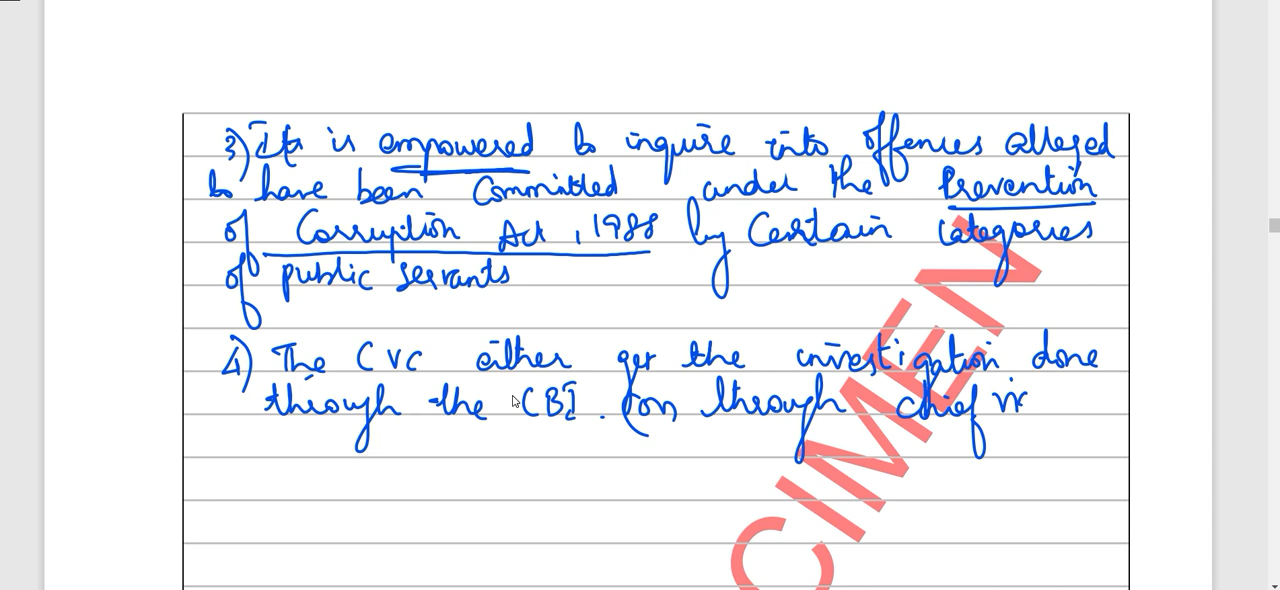 3) It is empowered to inquire into offences alleged
to have been committed under the Prevention
of Corruption Act, 1988 by certain categories
of public servants
4) The CVC either get the investigation done
through the CBI. (or) through chief vi
CIMEN